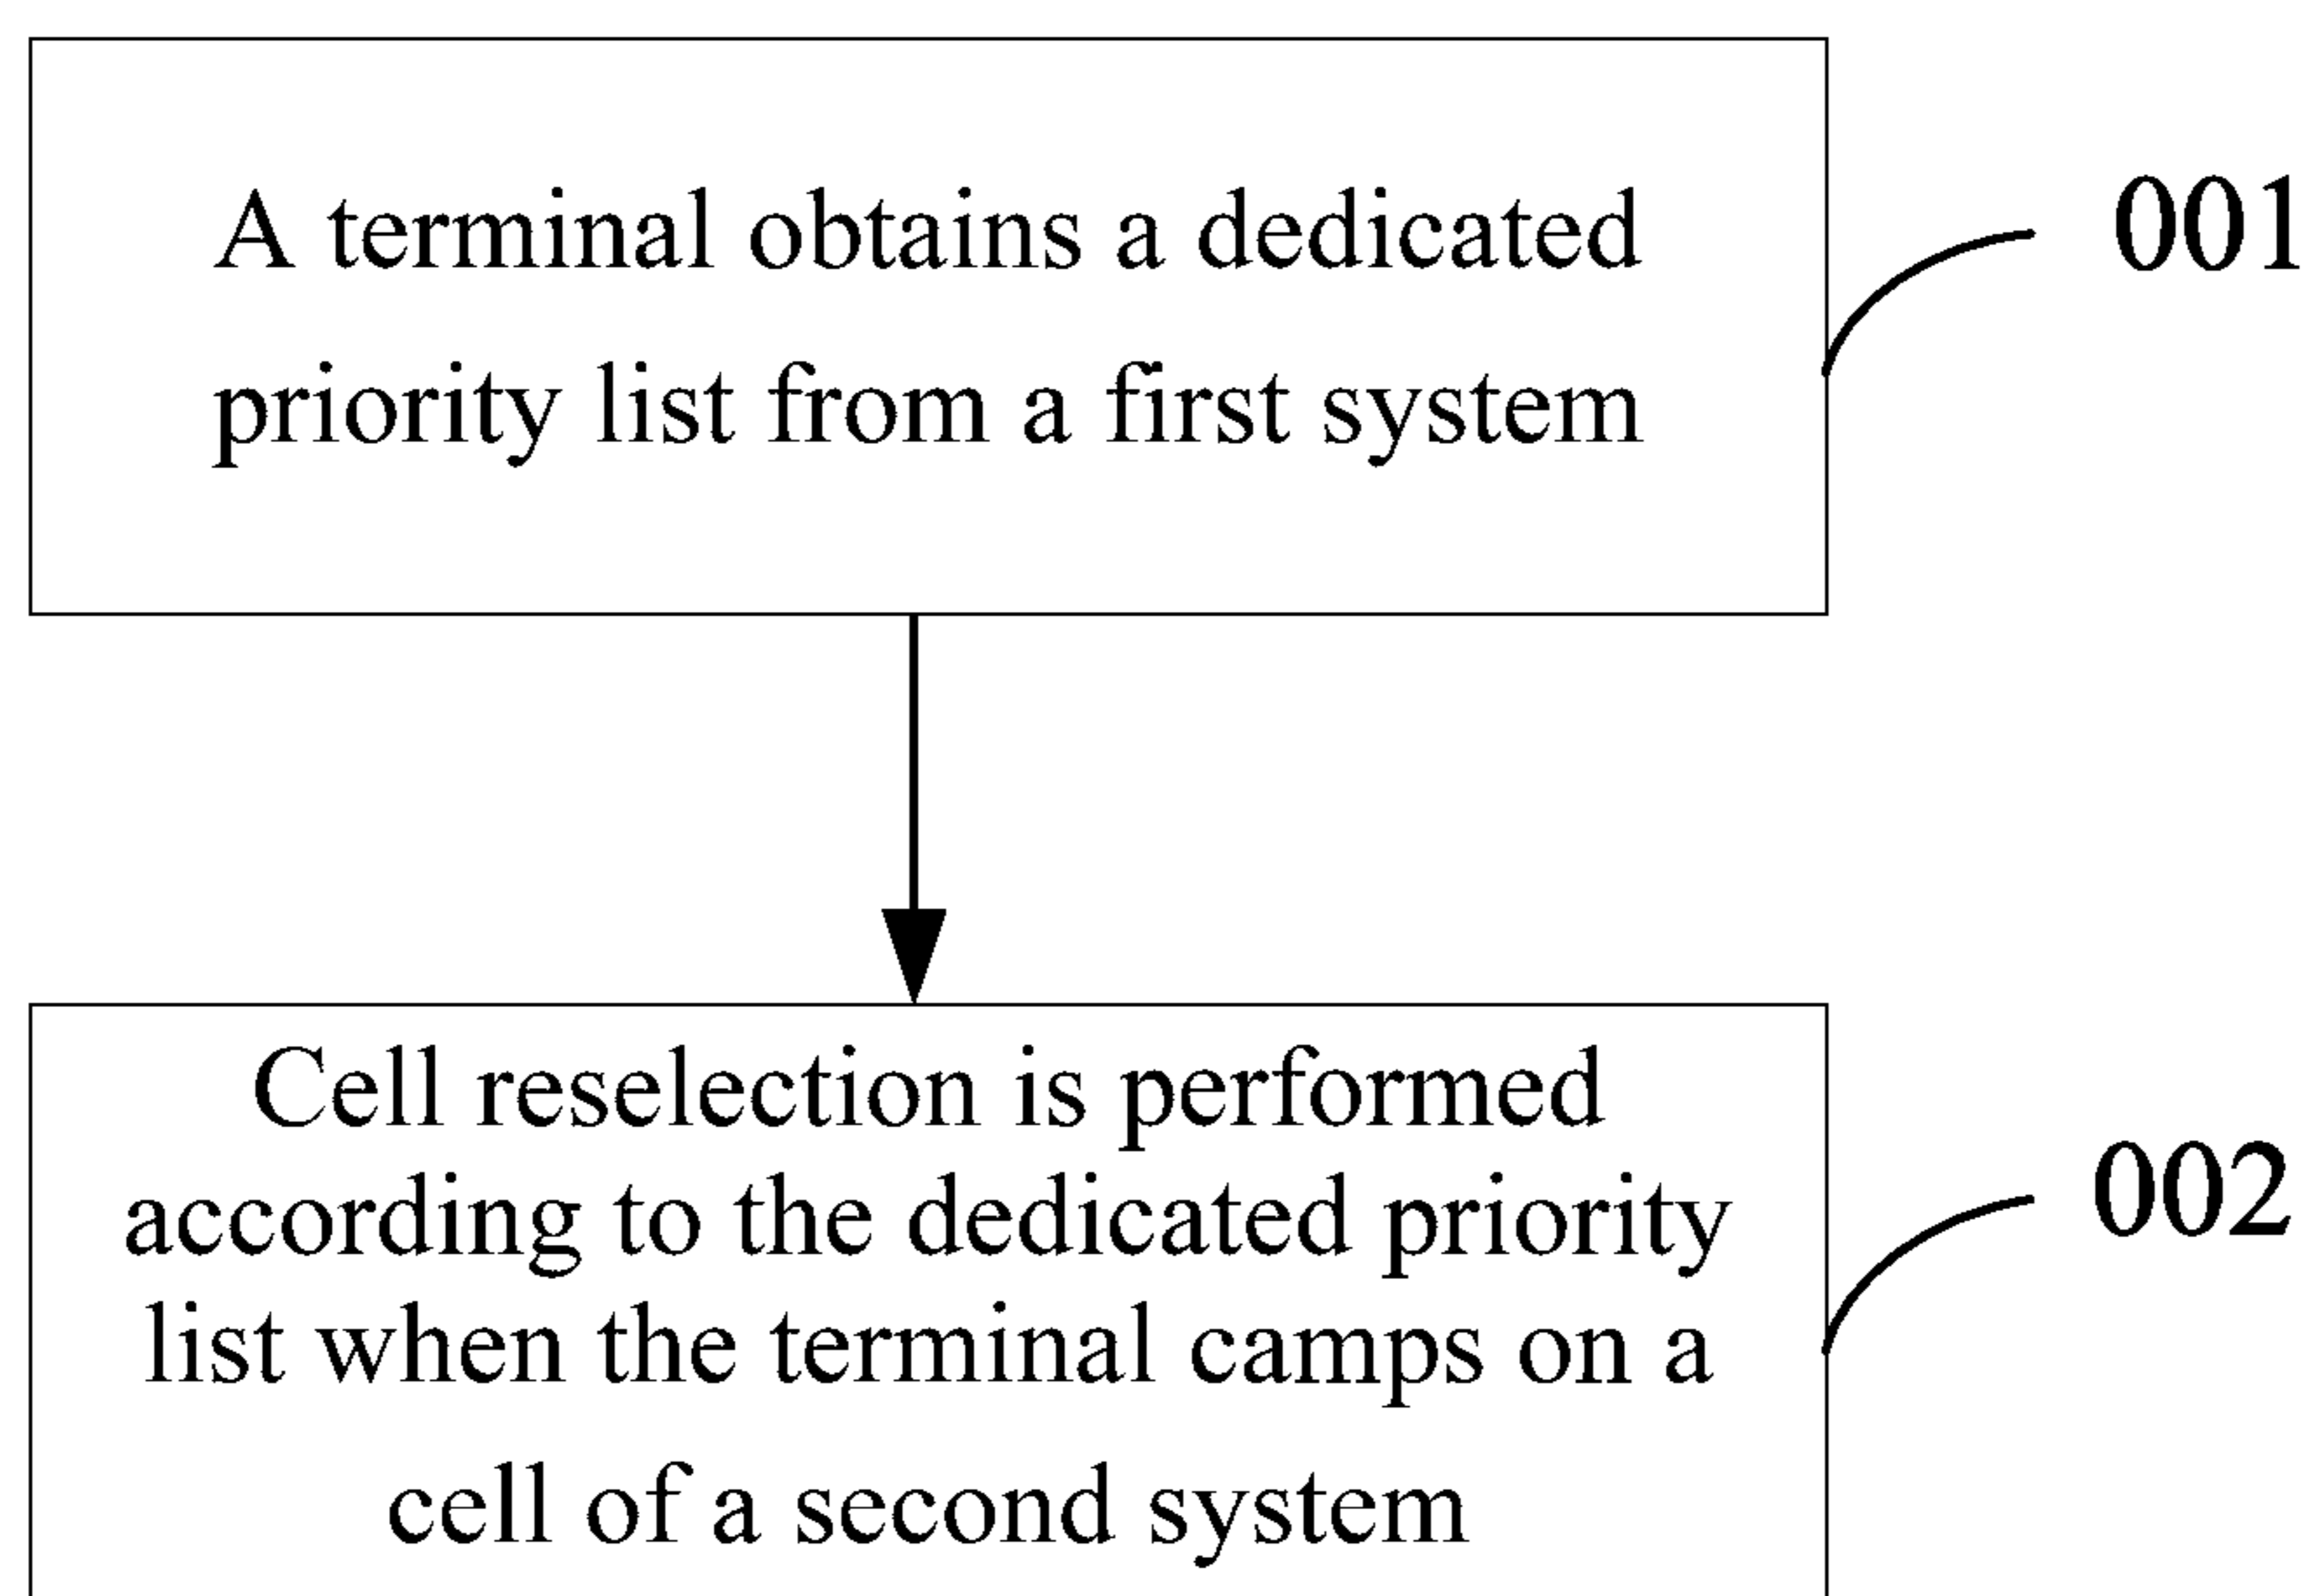 A terminal obtains a dedicated
priority list from a first system
001
Cell reselection is performed
according to the dedicated priority
list when the terminal camps on a
cell of a second system
002